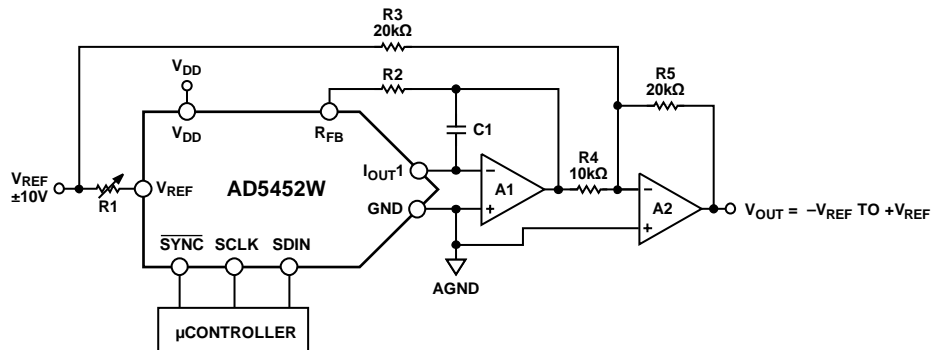 R3
20kΩ
VDD
VDD
RFB
R2
C1
R5
20kΩ
VREF
±10V
R1
VREF
AD5452W
IOUT1
GND
A1
R4
10kΩ
A2
VOUT = –VREF TO +VREF
SYNC SCLK SDIN
AGND
µCONTROLLER